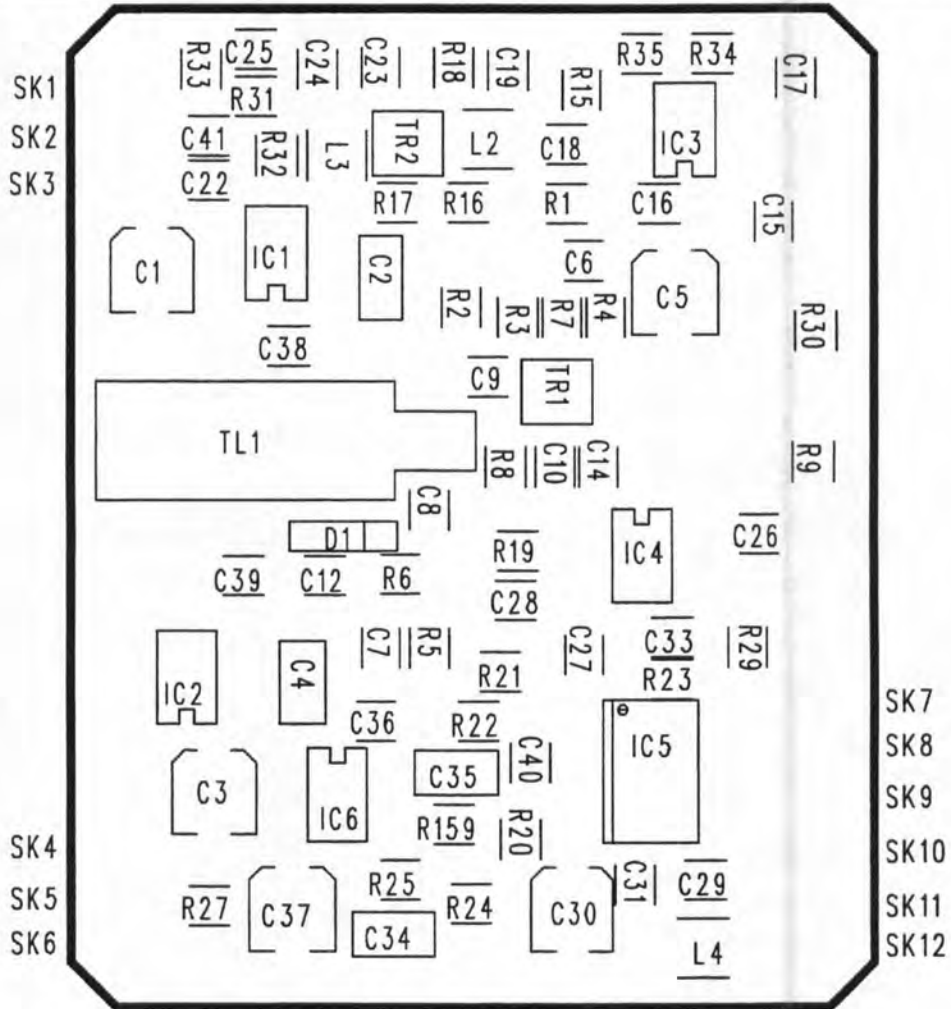 R33
C25
C24
C23
R18
C19
R35
R34
C17
R15
SK1
R31
SK2
C41
R32
L3
TR2
L2
C18
IC3
SK3
C22
R17
R16
R1
C16
C15
C1
IC1
C2
C6
C5
R2
R3
R7
R4
R30
C38
C9
TR1
TL1
R8
C10
C14
R9
C8
D1
R19
IC4
C26
C39
C12
R6
C28
C7
R5
C27
C33
R29
IC2
C4
R21
R23
SK7
C36
R22
IC5
SK8
C35
C40
C3
SK9
IC6
R159
R20
SK4
SK10
R25
C31
C29
SK5
R27
C37
R24
C30
SK11
SK6
C34
L4
SK12